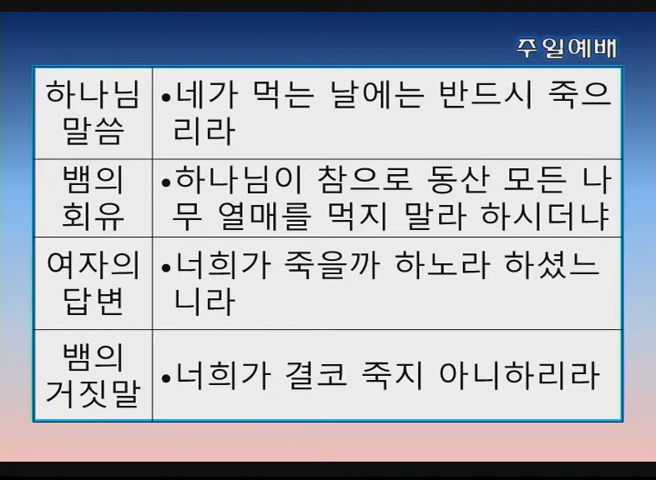 주일예배
하나님
말씀
•네가 먹는 날에는 반드시 죽으
리라
뱀의
회유
•하나님이 참으로 동산 모든 나
무 열매를 먹지 말라 하시더냐
여자의
답변
•너희가 죽을까 하노라 하셨느
니라
뱀의
거짓말
•너희가 결코 죽지 아니하리라